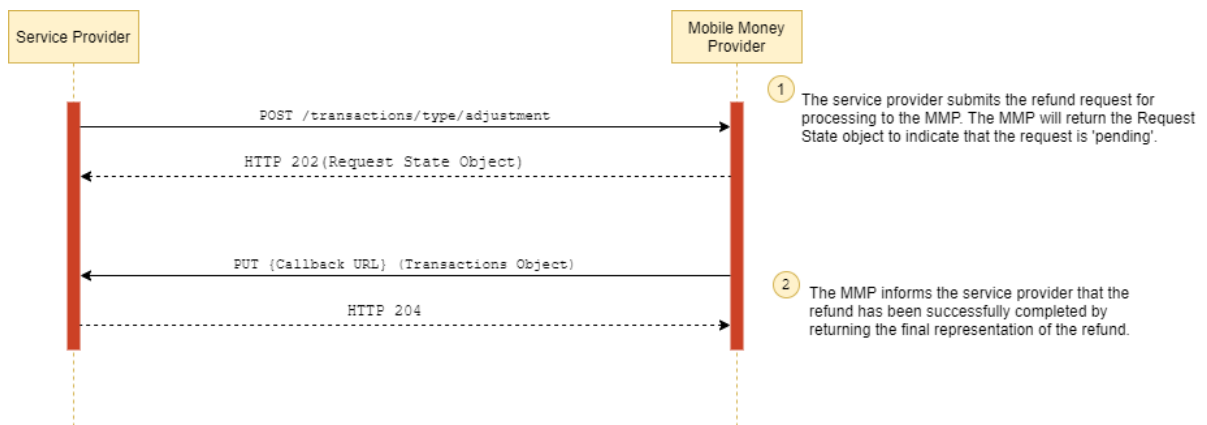 Service Provider
Mobile Money
Provider
1
The service provider submits the refund request for
processing to the MMP. The MMP will return the Request
State object to indicate that the request is 'pending'.
POST /transactions/type/adjustment
HTTP 202(Request State Object)
PUT {Callback URL} (Transactions Object)
2
The MMP informs the service provider that the
refund has been successfully completed by
returning the final representation of the refund.
HTTP 204